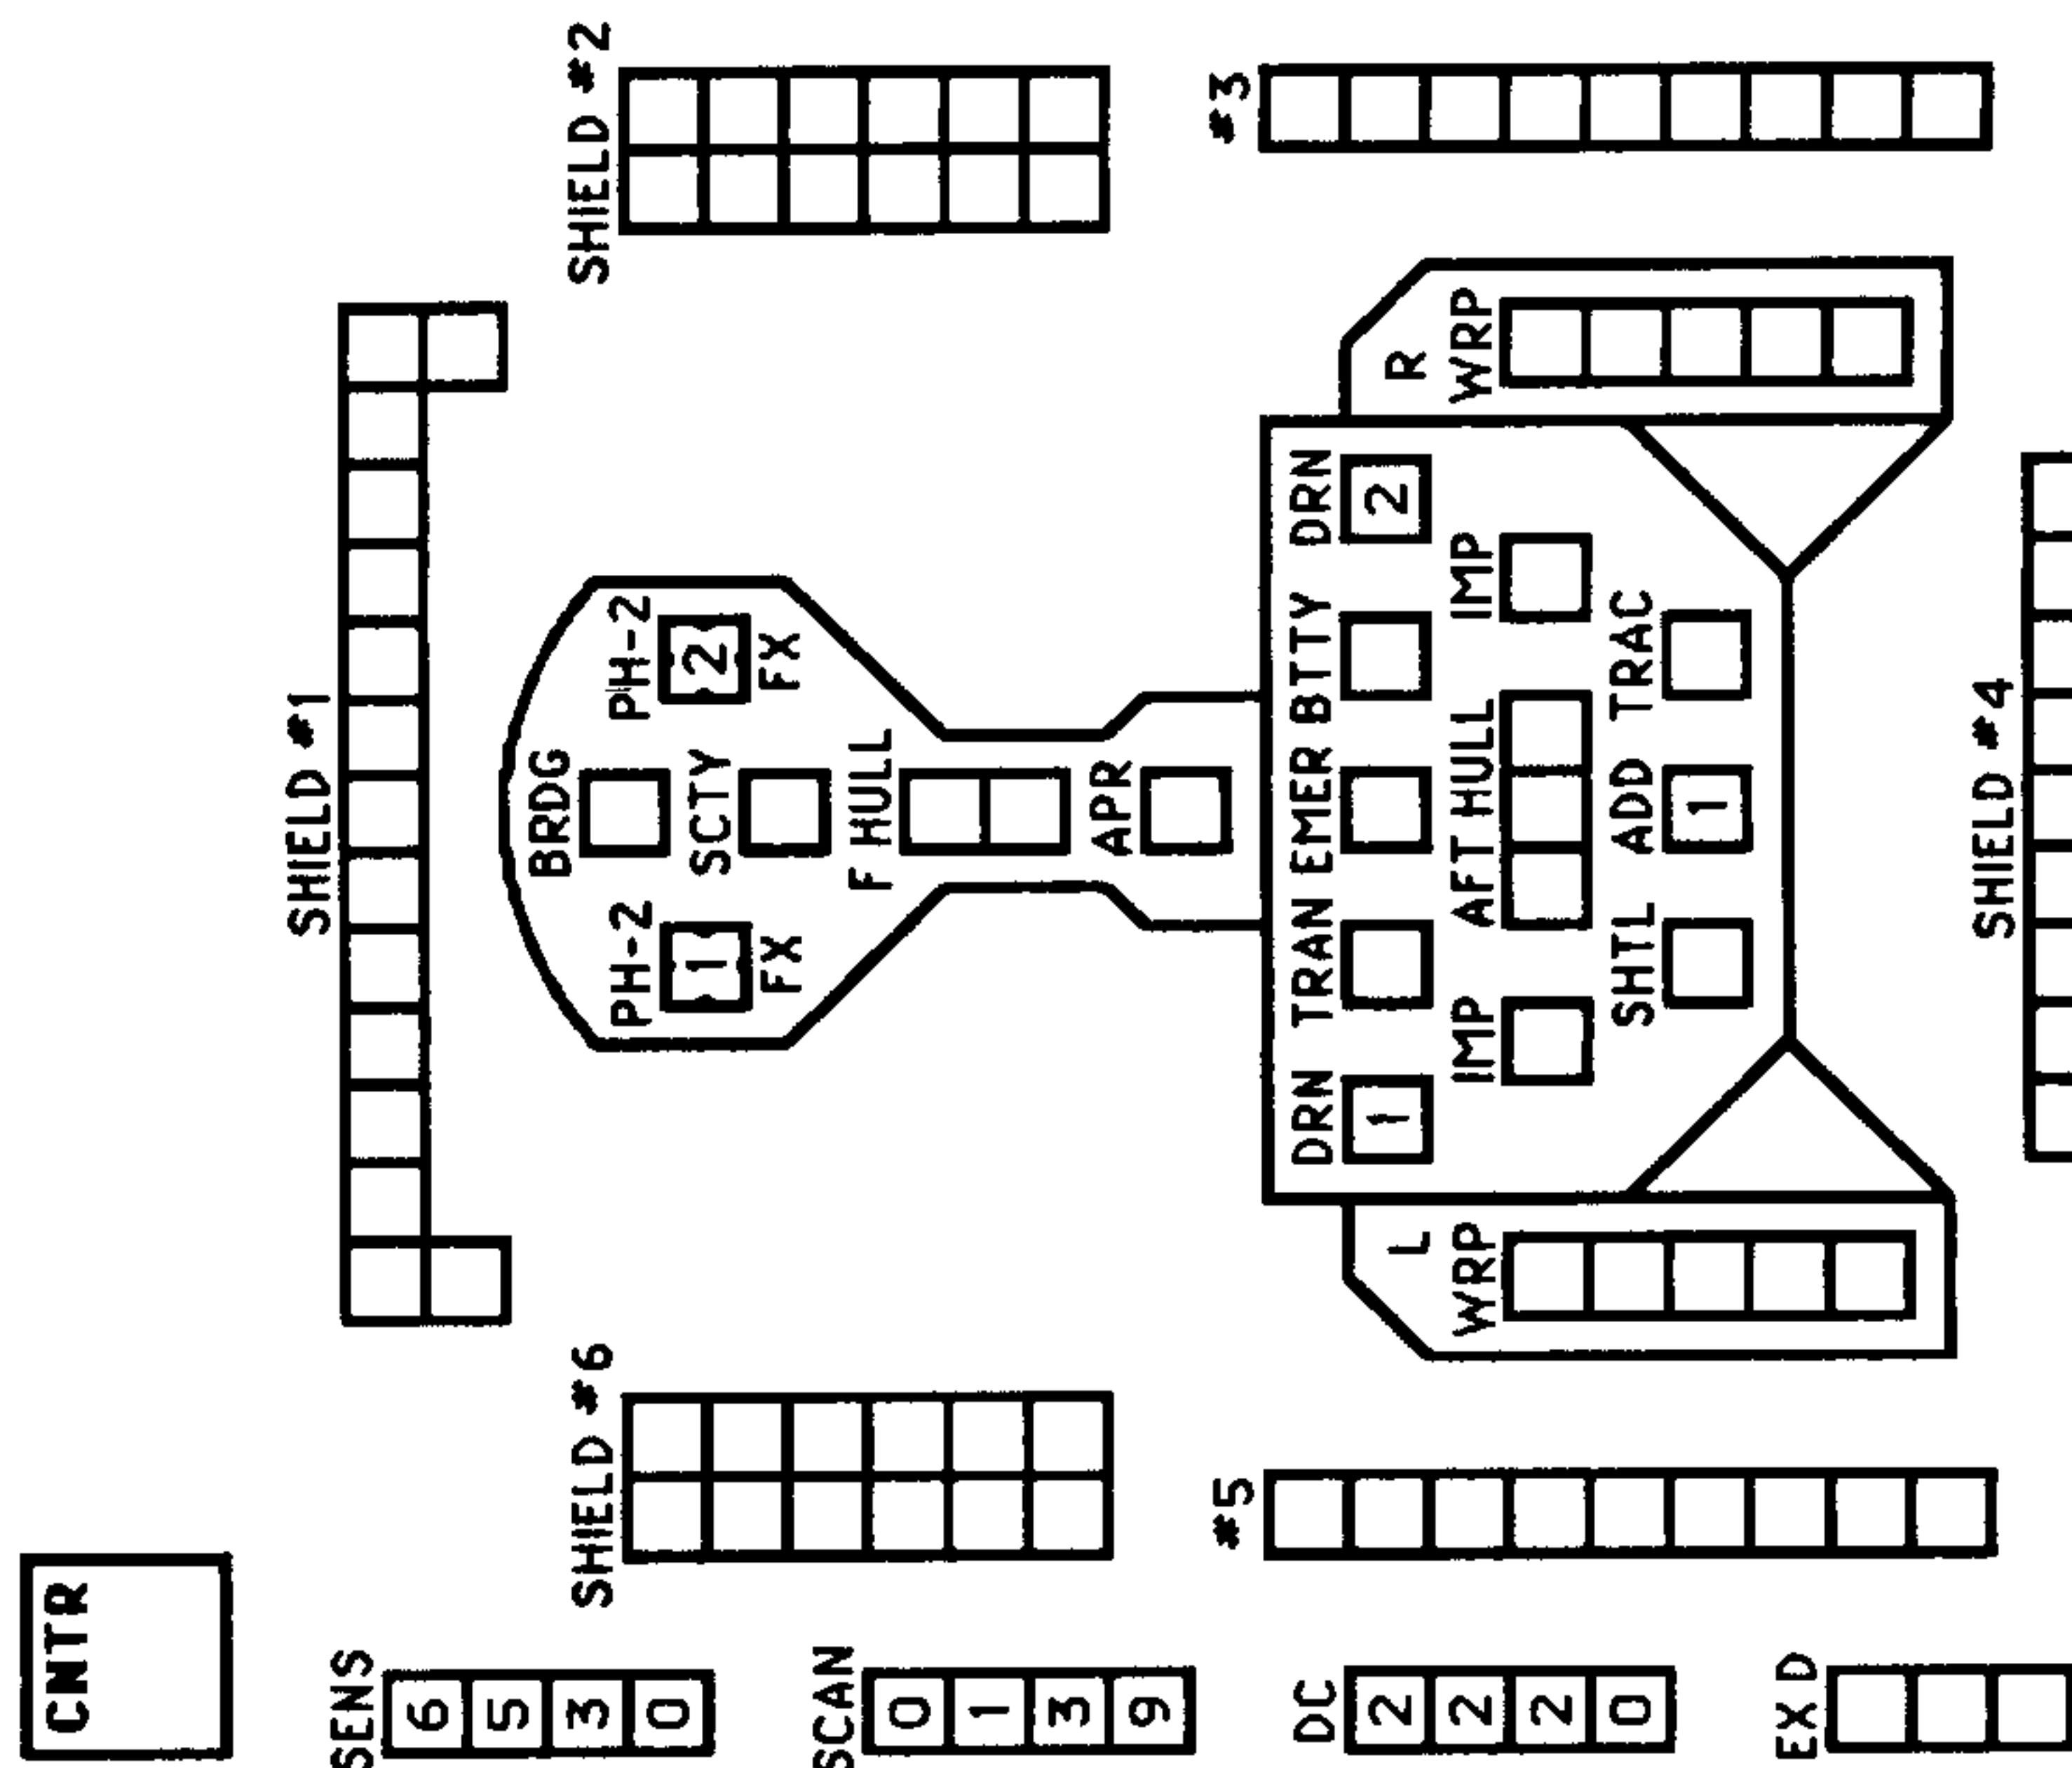 CNTR
SHIELD #1
SHIELD #6
SHIELD #2
BRDG
PH-2
1
FX
PH-2
2
FX
SCTY
F HULL
APR
#5
#3
DRN TRAN EMER BTTY DRN
1
2
L
WRP
R
WRP
IMP
AFT HULL
IMP
SHTL
ADD
TRAC
1
SHIELD #4
SENS
6
5
3
0
SCAN
0
1
3
9
DC
2
2
2
0
EX D